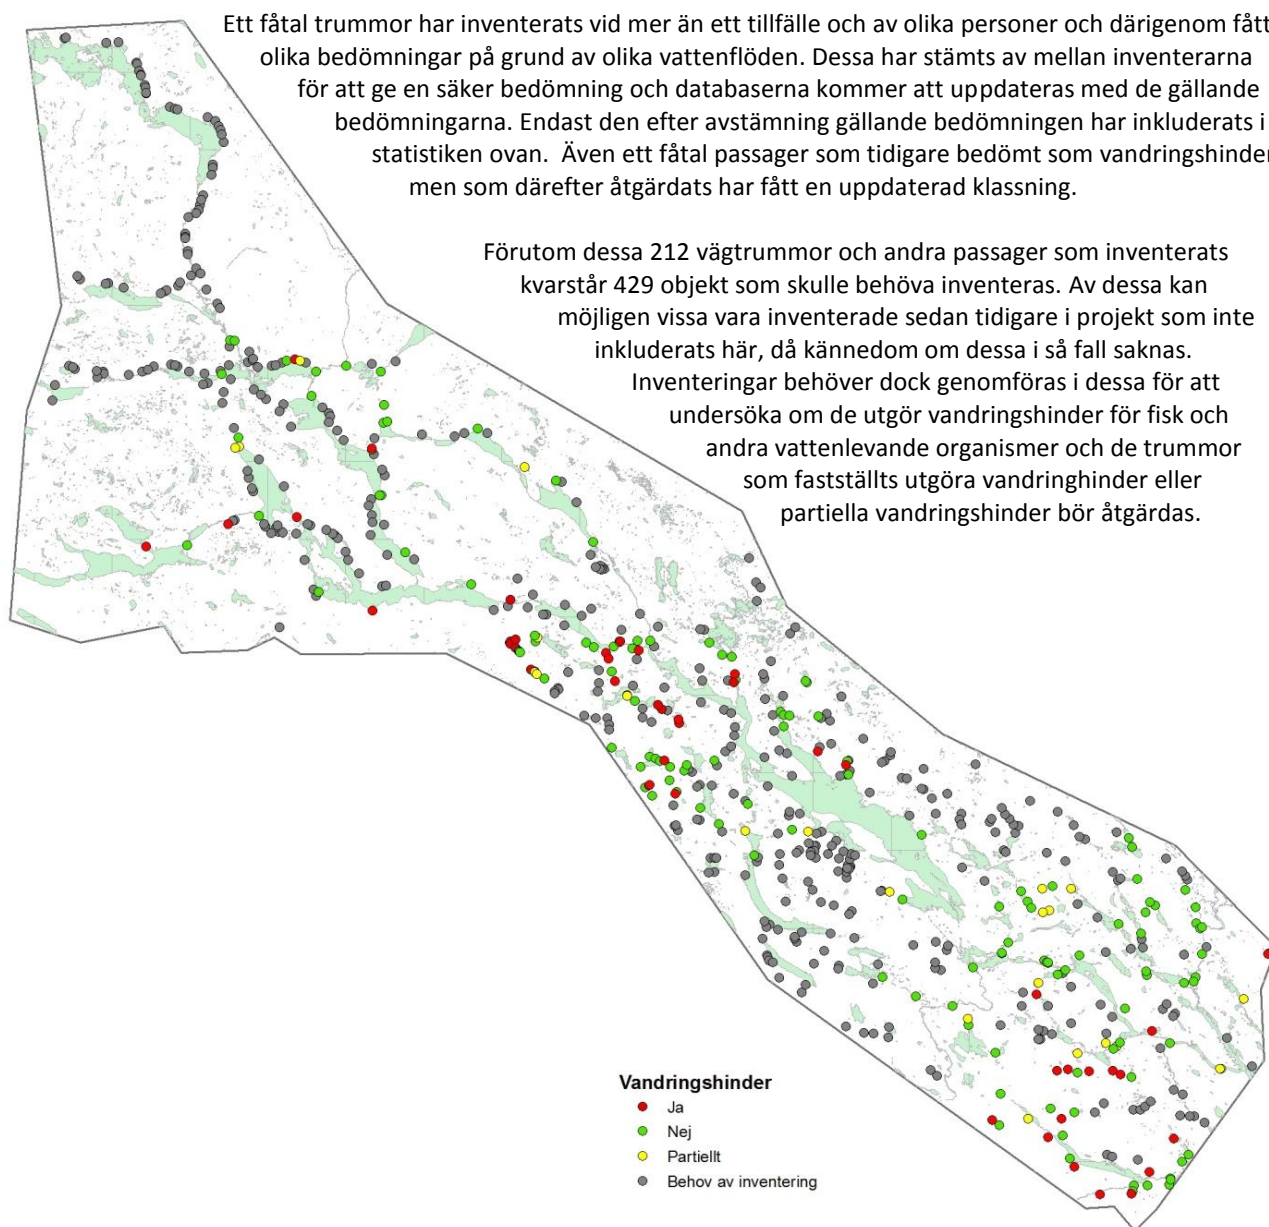 Ett fåtal trummor har inventerats vid mer än ett tillfälle och av olika personer och därigenom fått
olika bedömningar på grund av olika vattenflöden. Dessa har stämts av mellan inventerarna
för att ge en säker bedömning och databaserna kommer att uppdateras med de gällande
bedömningarna. Endast den efter avstämning gällande bedömningen har inkluderats i
statistiken ovan.  Även ett fåtal passager som tidigare bedömt som vandringshinder
men som därefter åtgärdats har fått en uppdaterad klassning.
Förutom dessa 212 vägtrummor och andra passager som inventerats
kvarstår 429 objekt som skulle behöva inventeras. Av dessa kan
möjligen vissa vara inventerade sedan tidigare i projekt som inte
inkluderats här, då kännedom om dessa i så fall saknas.
Inventeringar behöver dock genomföras i dessa för att
undersöka om de utgör vandringshinder för fisk och
andra vattenlevande organismer och de trummor
som fastställts utgöra vandringhinder eller
partiella vandringshinder bör åtgärdas.
Vandringshinder
Ja
Nej
Partiellt
Behov av inventering